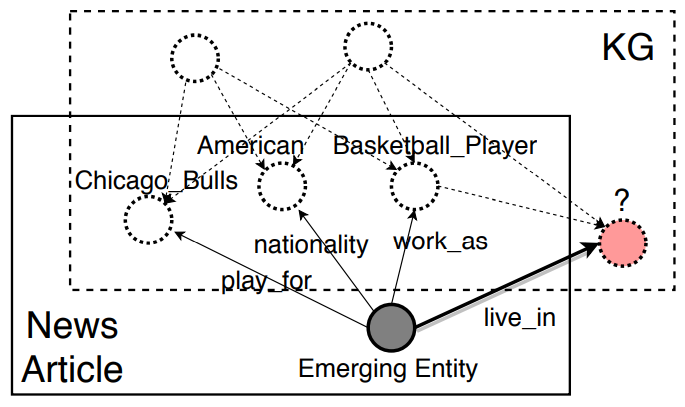 KG
American
Basketball_Player
Chicago_Bulls
?
nationality
work_as
play_for
live_in
News
Article
Emerging Entity